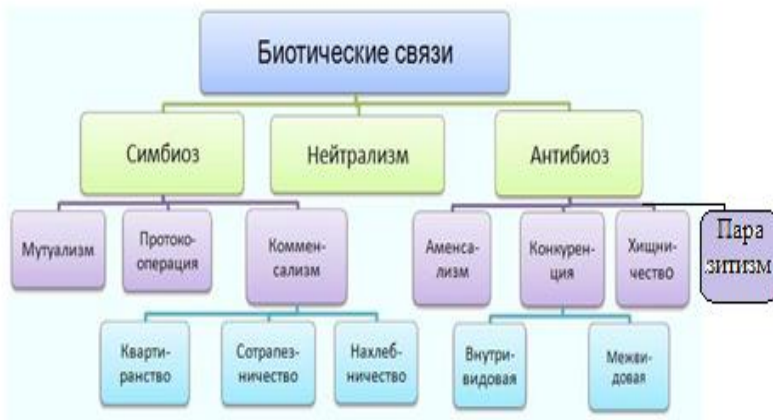 Биотические связи
Симбиоз
Нейтрализм
Антибиоз
Мутуализм
Протоко-
операция
Коммен-
сализм
Аменса-
лизм
Конкурен-
ция
Хищни-
чество
Пара
зитизм
Кварти-
ранство
Сотрапез-
ничество
Нахлеб-
ничество
Внутри-
видовая
Межви-
довая